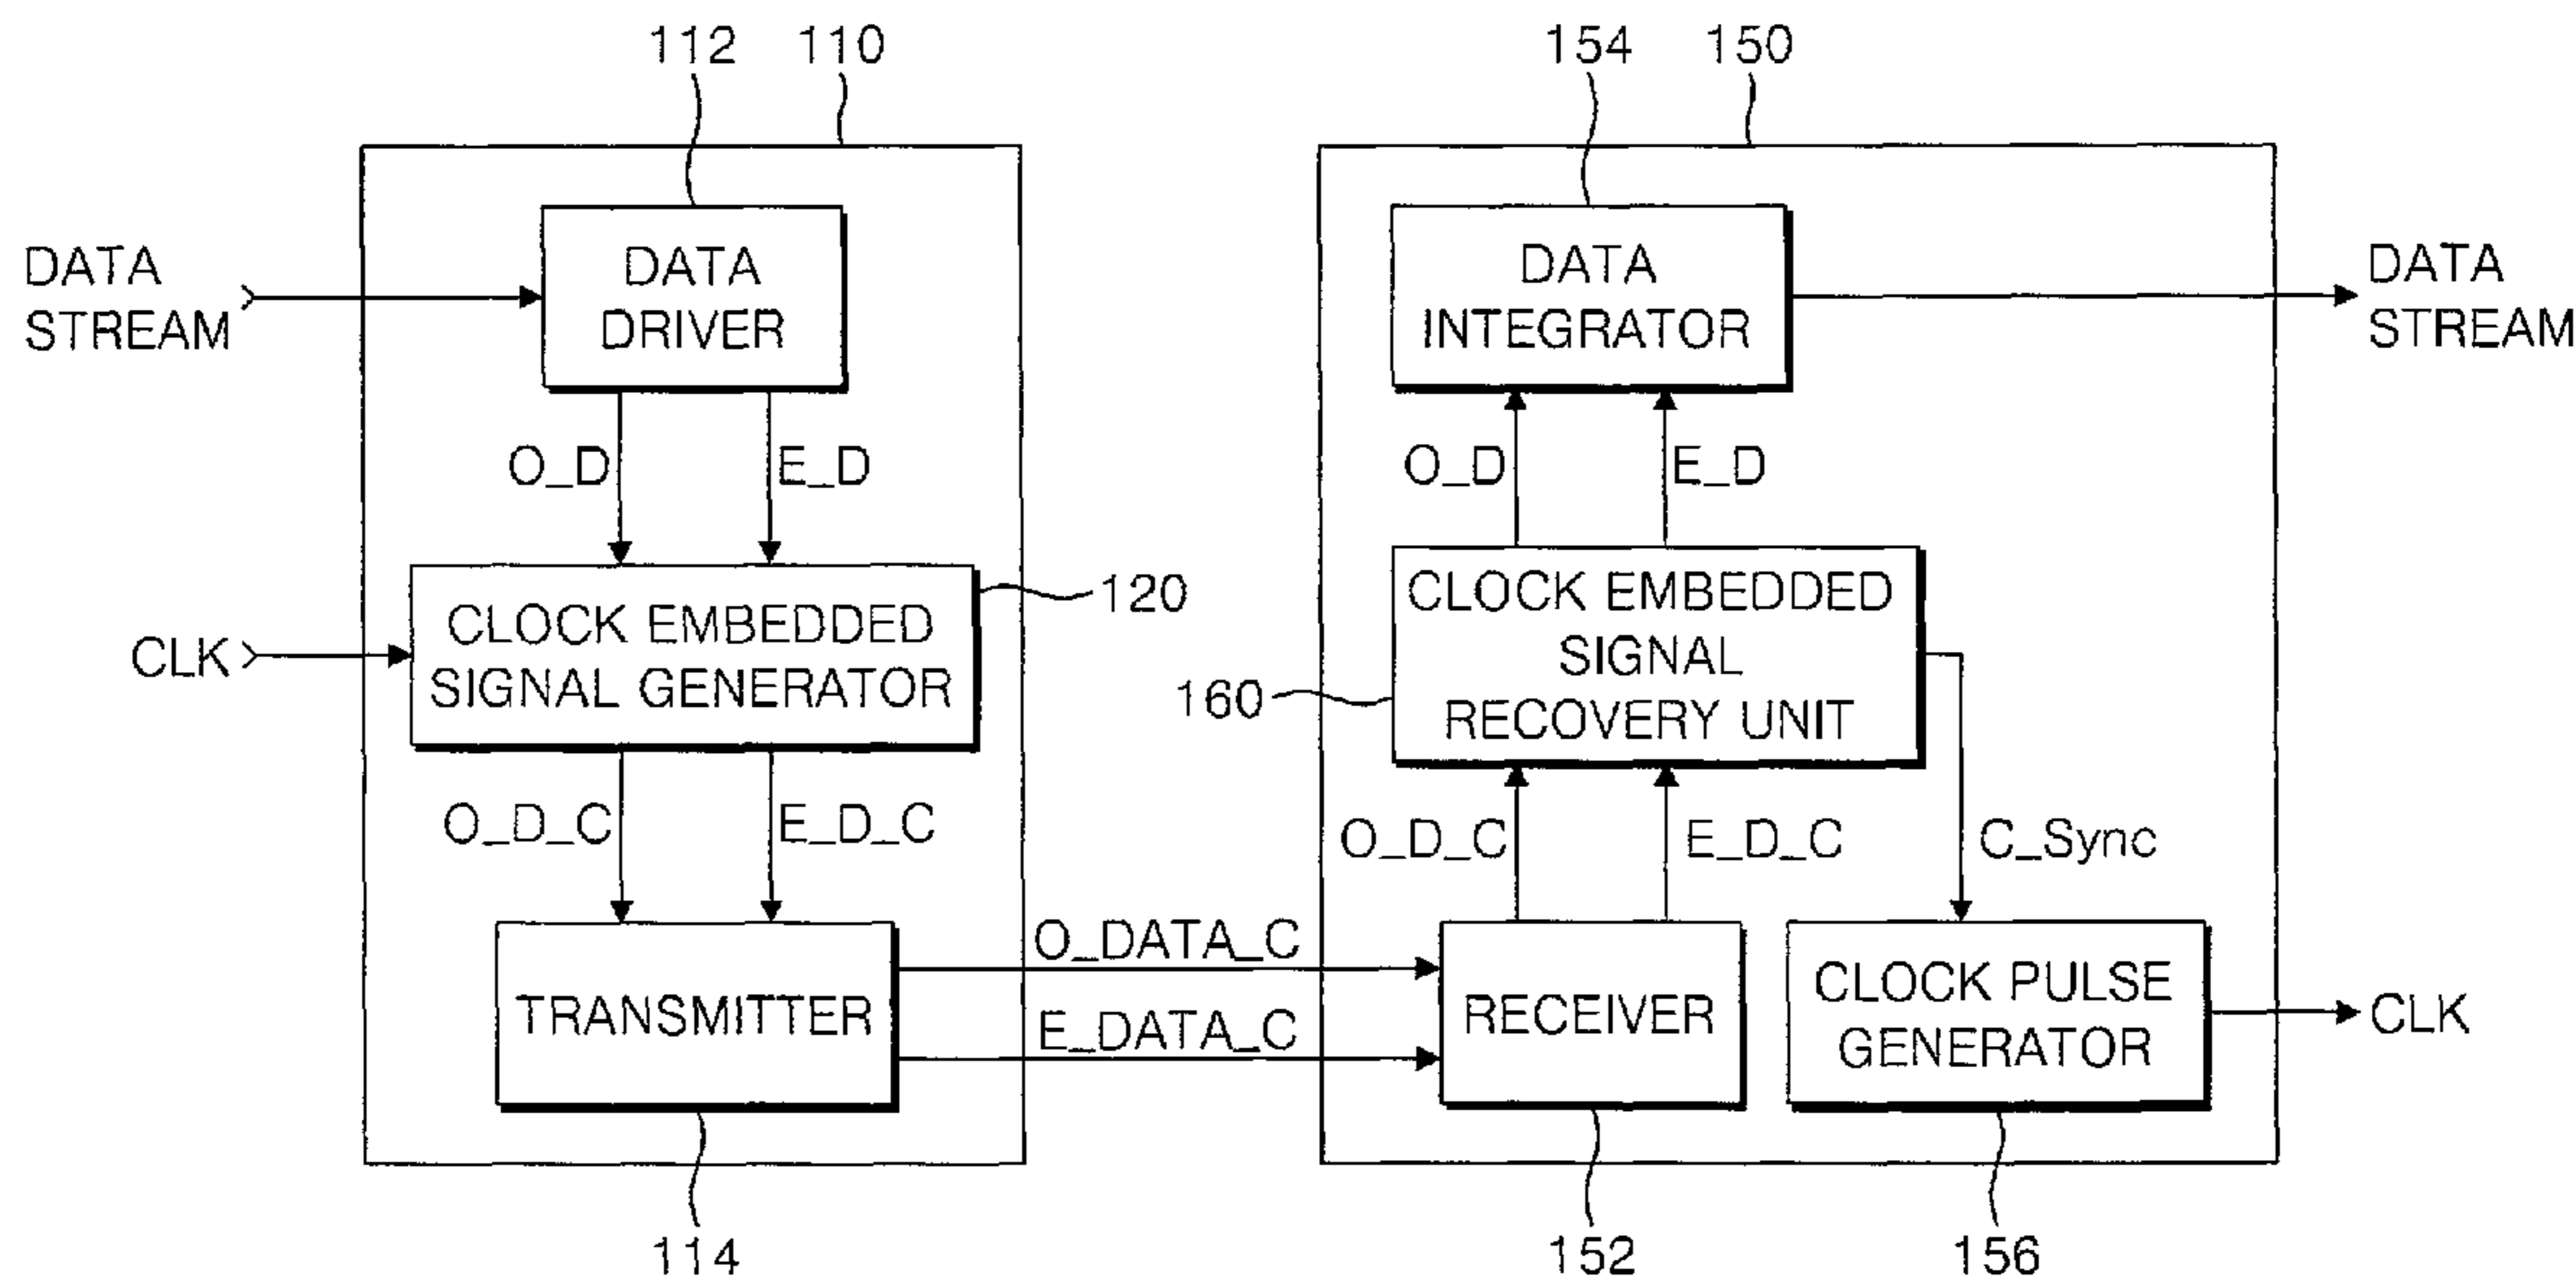 112
110
154
150
DATA
STREAM
DATA
DRIVER
DATA
INTEGRATOR
DATA
STREAM
O_D
E_D
O_D
E_D
CLK
CLOCK EMBEDDED
SIGNAL GENERATOR
120
160
CLOCK EMBEDDED
SIGNAL
RECOVERY UNIT
O_D_C
E_D_C
O_D_C
E_D_C
C_Sync
TRANSMITTER
O_DATA_C
E_DATA_C
RECEIVER
CLOCK PULSE
GENERATOR
CLK
114
152
156